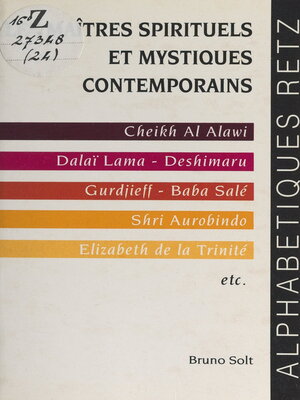 16° Z
27348
(24)
ÎTRES SPIRITUELS
ET MYSTIQUES
CONTEMPORAINS
Cheikh Al Alawi
Dalaï Lama - Deshimaru
Gurdjieff - Baba Salé
Shri Aurobindo
Elizabeth de la Trinité
etc.
Bruno Solt
ALPHABETIQUES RETZ